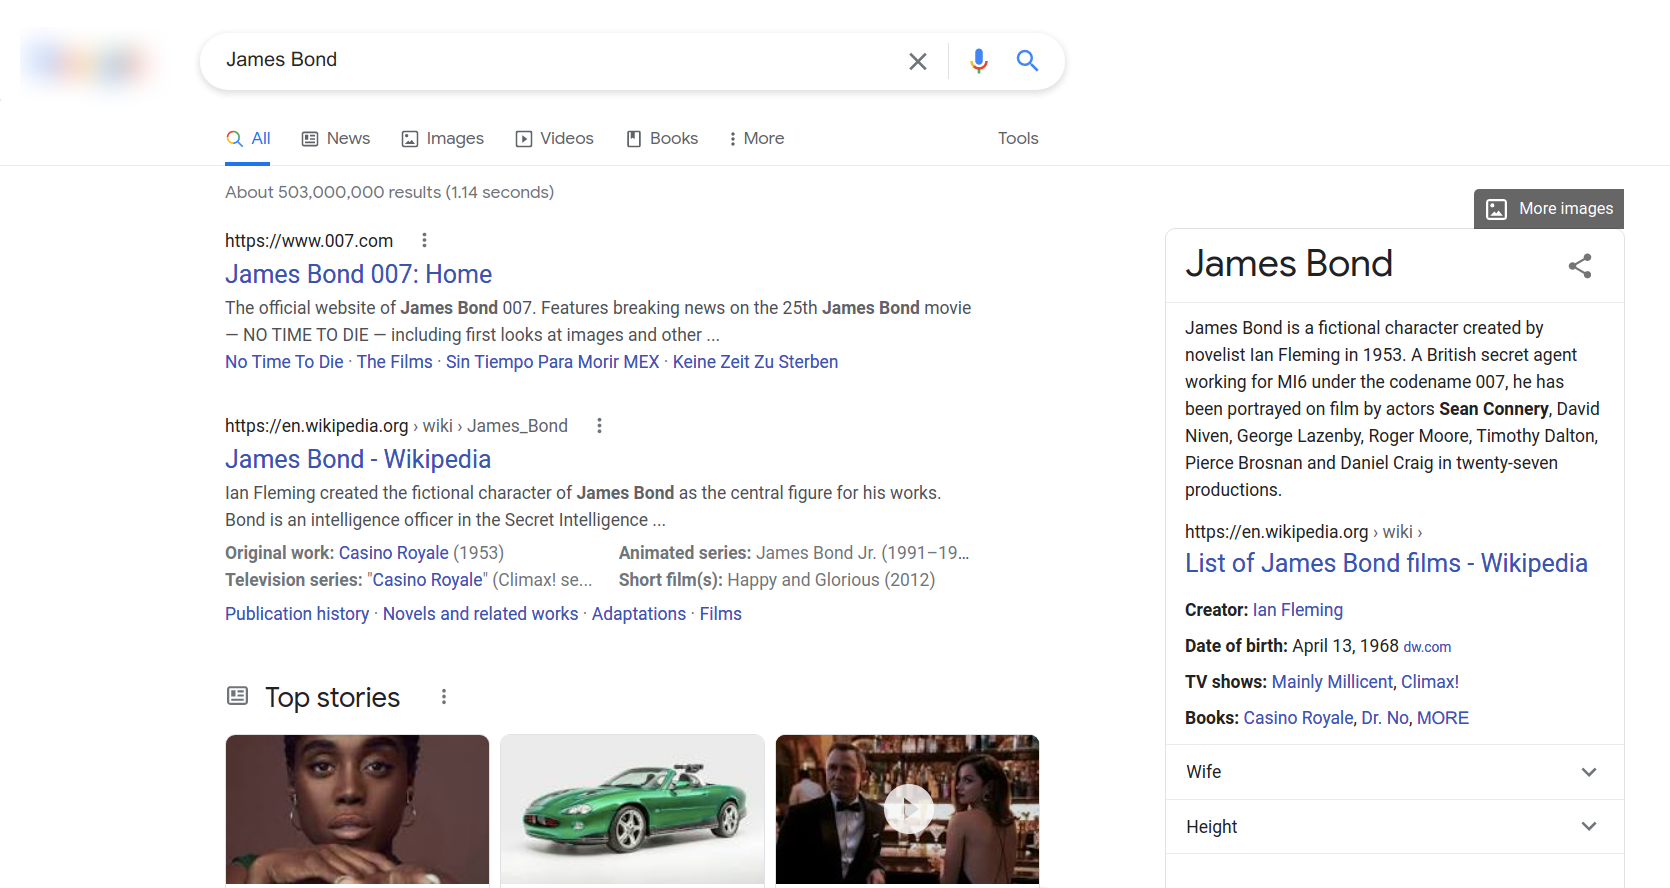 James Bond
All
News
Images
Videos
Books
More
Tools
About 503,000,000 results (1.14 seconds)
https://www.007.com
James Bond 007: Home
The official website of James Bond 007. Features breaking news on the 25th James Bond movie
— NO TIME TO DIE — including first looks at images and other ...
No Time To Die · The Films · Sin Tiempo Para Morir MEX · Keine Zeit Zu Sterben
https://en.wikipedia.org › wiki › James_Bond
James Bond - Wikipedia
Ian Fleming created the fictional character of James Bond as the central figure for his works.
Bond is an intelligence officer in the Secret Intelligence ...
Original work: Casino Royale (1953)
Animated series: James Bond Jr. (1991–19...
Television series: "Casino Royale" (Climax! se...
Short film(s): Happy and Glorious (2012)
Publication history · Novels and related works · Adaptations · Films
Top stories
More images
James Bond
James Bond is a fictional character created by
novelist Ian Fleming in 1953. A British secret agent
working for MI6 under the codename 007, he has
been portrayed on film by actors Sean Connery, David
Niven, George Lazenby, Roger Moore, Timothy Dalton,
Pierce Brosnan and Daniel Craig in twenty-seven
productions.
https://en.wikipedia.org › wiki ›
List of James Bond films - Wikipedia
Creator: Ian Fleming
Date of birth: April 13, 1968 dw.com
TV shows: Mainly Millicent, Climax!
Books: Casino Royale, Dr. No, MORE
Wife
Height